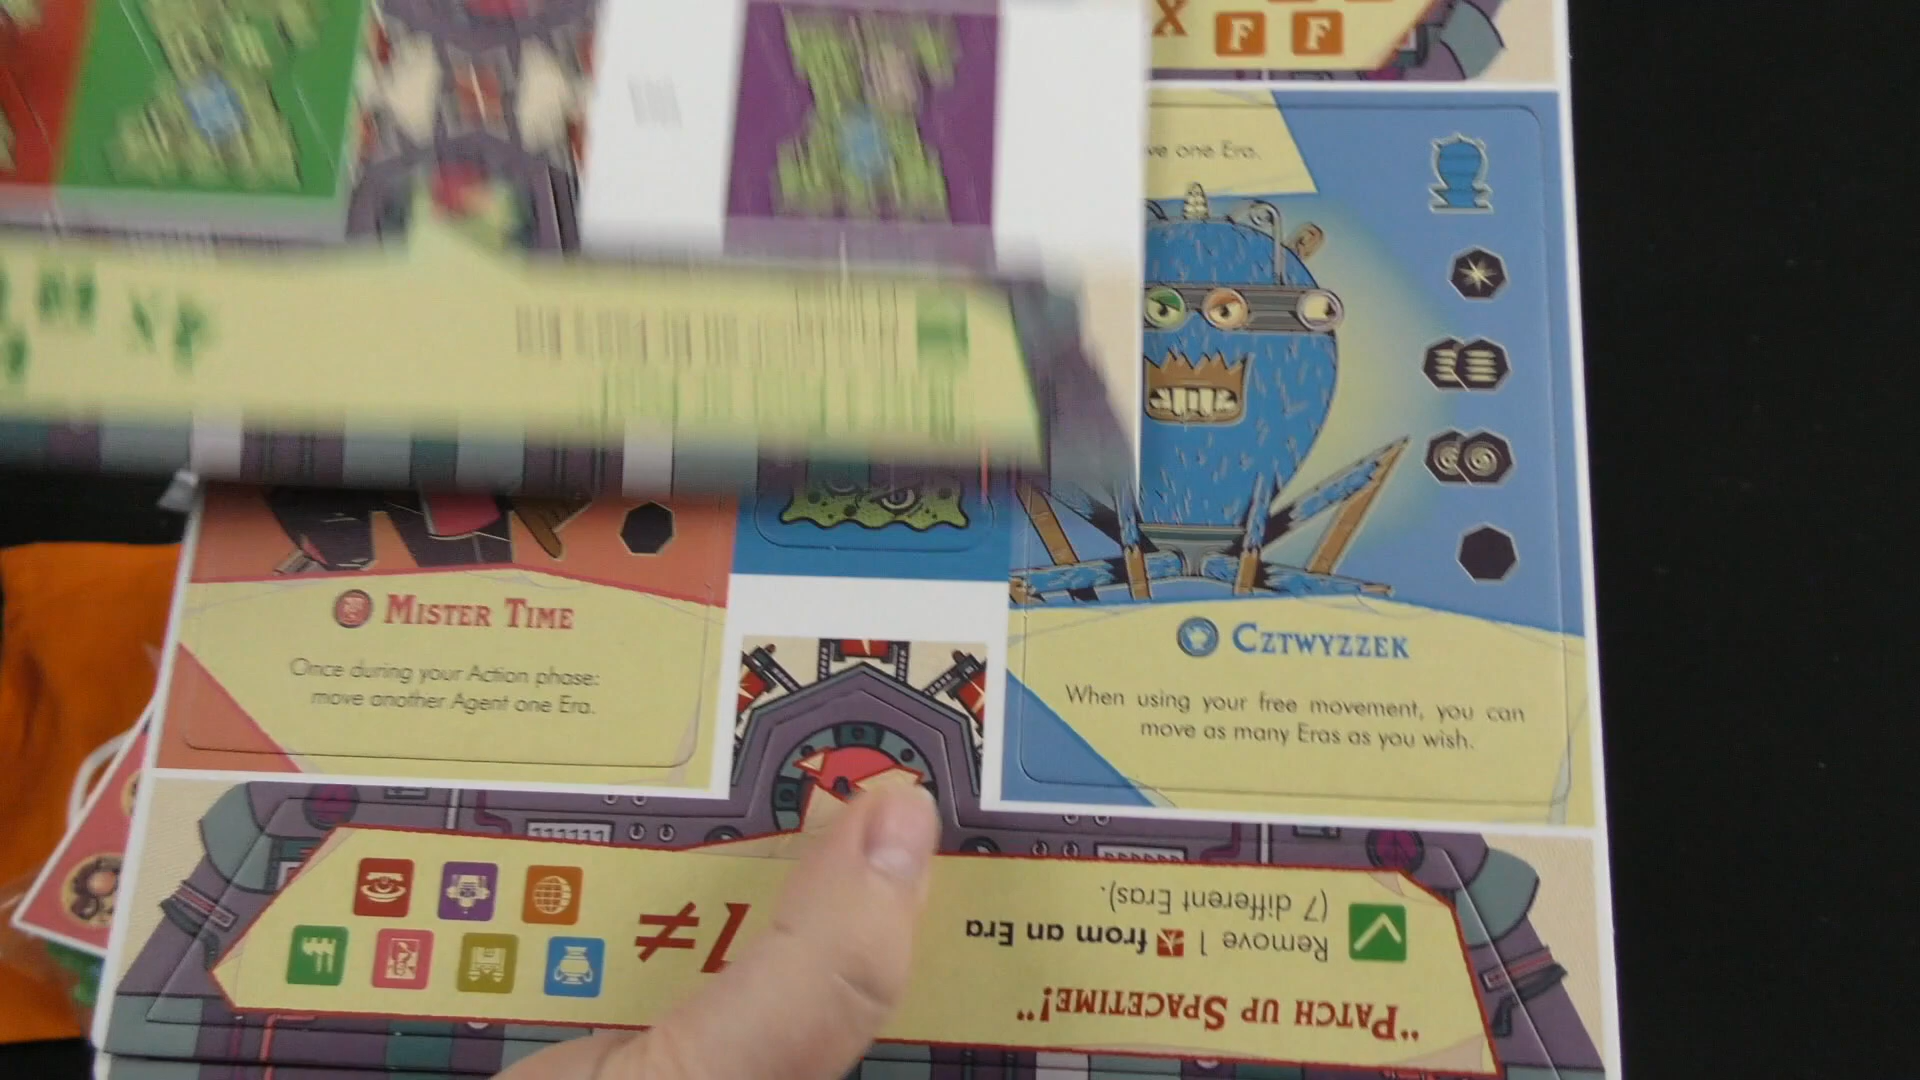 X F F
ve one Era.
MISTER TIME
Once during your Action phase:
move another Agent one Era.
CZTWYZZEK
When using your free movement, you can
move as many Eras as you wish.
"PATCH UP SPACETIME!"
Remove 1 from an Era
(7 different Eras).
1 ≠